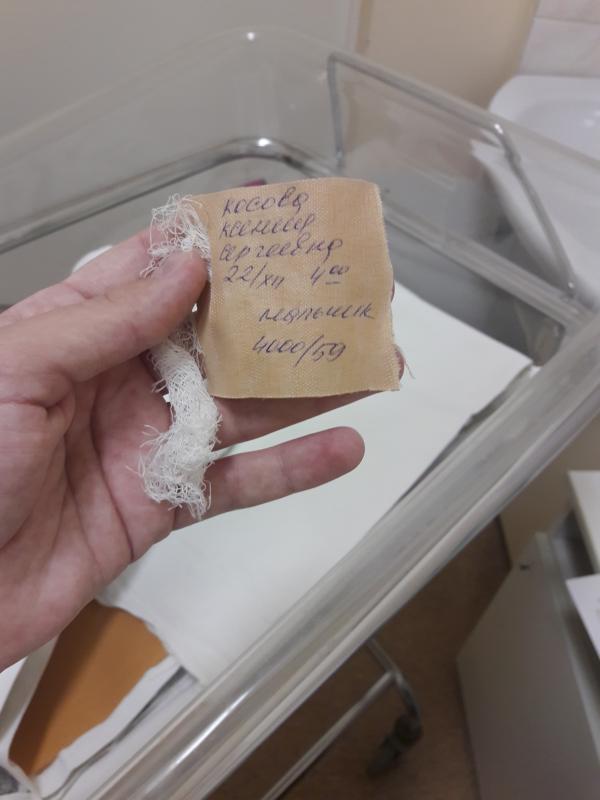 Косова
Ксения
Сергеевна
22/XII 4⁰⁰
мальчик
4000/59